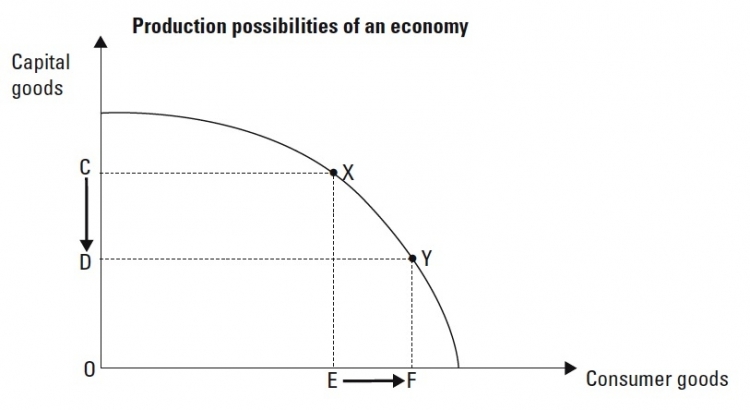 Production possibilities of an economy
Capital
goods
C
X
D
Y
O
E
F
Consumer goods